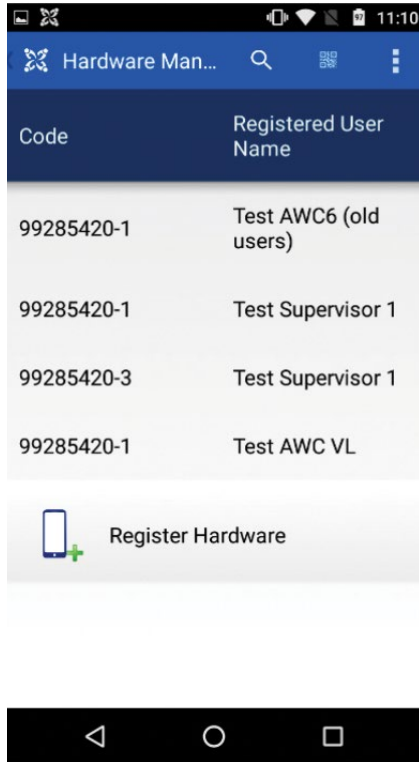 97 11:10
Hardware Man...
Code
Registered User
Name
99285420-1
Test AWC6 (old
users)
99285420-1
Test Supervisor 1
99285420-3
Test Supervisor 1
99285420-1
Test AWC VL
Register Hardware